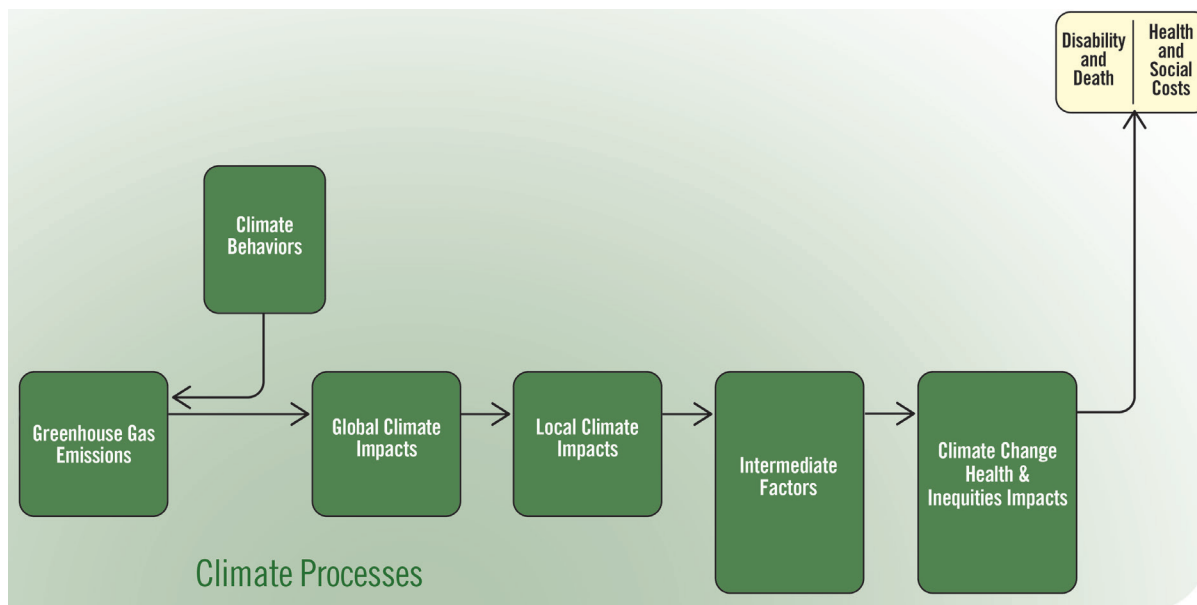 Disability
and
Death
Health
and
Social
Costs
Climate
Behaviors
Greenhouse Gas
Emissions
Global Climate
Impacts
Local Climate
Impacts
Intermediate
Factors
Climate Change
Health &
Inequities Impacts
Climate Processes